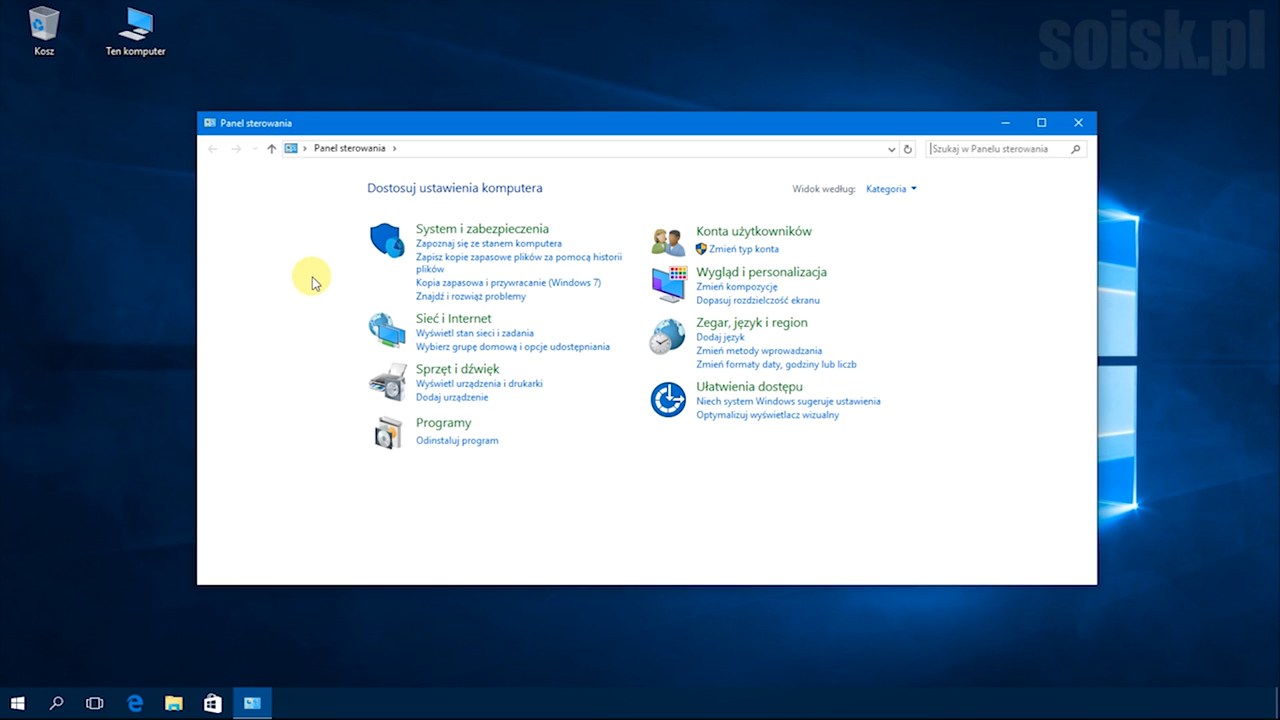 soisk.pl
Kosz
Ten komputer
Panel sterowania
Panel sterowania
Szukaj w Panelu sterowania
Dostosuj ustawienia komputera
Widok według: Kategoria
System i zabezpieczenia
Zapoznaj się ze stanem komputera
Zapisz kopie zapasowe plików za pomocą historii
plików
Kopia zapasowa i przywracanie (Windows 7)
Znajdź i rozwiąż problemy
Sieć i Internet
Wyświetl stan sieci i zadania
Wybierz grupę domową i opcje udostępniania
Sprzęt i dźwięk
Wyświetl urządzenia i drukarki
Dodaj urządzenie
Programy
Odinstaluj program
Konta użytkowników
Zmień typ konta
Wygląd i personalizacja
Zmień kompozycję
Dopasuj rozdzielczość ekranu
Zegar, język i region
Dodaj język
Zmień metody wprowadzania
Zmień formaty daty, godziny lub liczb
Ułatwienia dostępu
Niech system Windows sugeruje ustawienia
Optymalizuj wyświetlacz wizualny